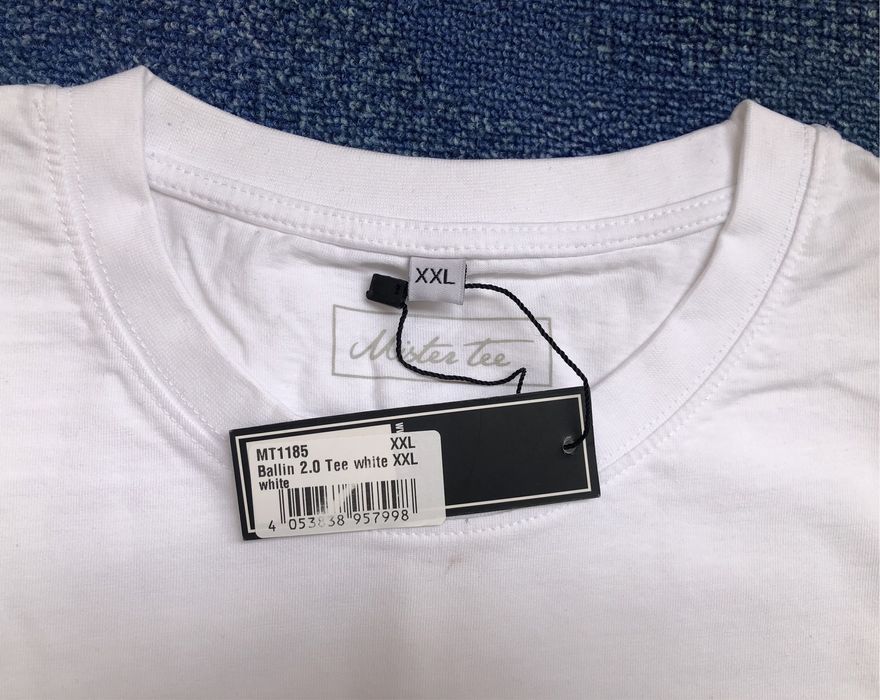 XXL
Mister Tee
MT1185 XXL
Ballin 2.0 Tee white XXL
white
4 053838 957998